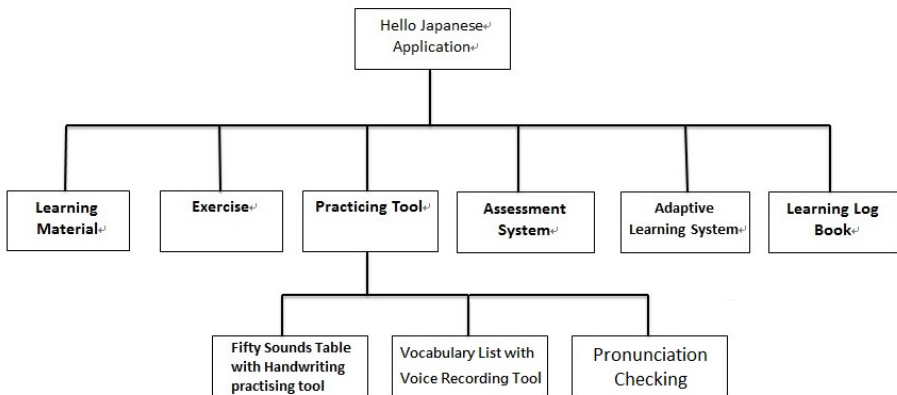 Hello Japanese
Application
Learning
Material
Exercise
Practicing Tool
Assessment
System
Adaptive
Learning System
Learning Log
Book
Fifty Sounds Table
with Handwriting
practising tool
Vocabulary List with
Voice Recording Tool
Pronunciation
Checking